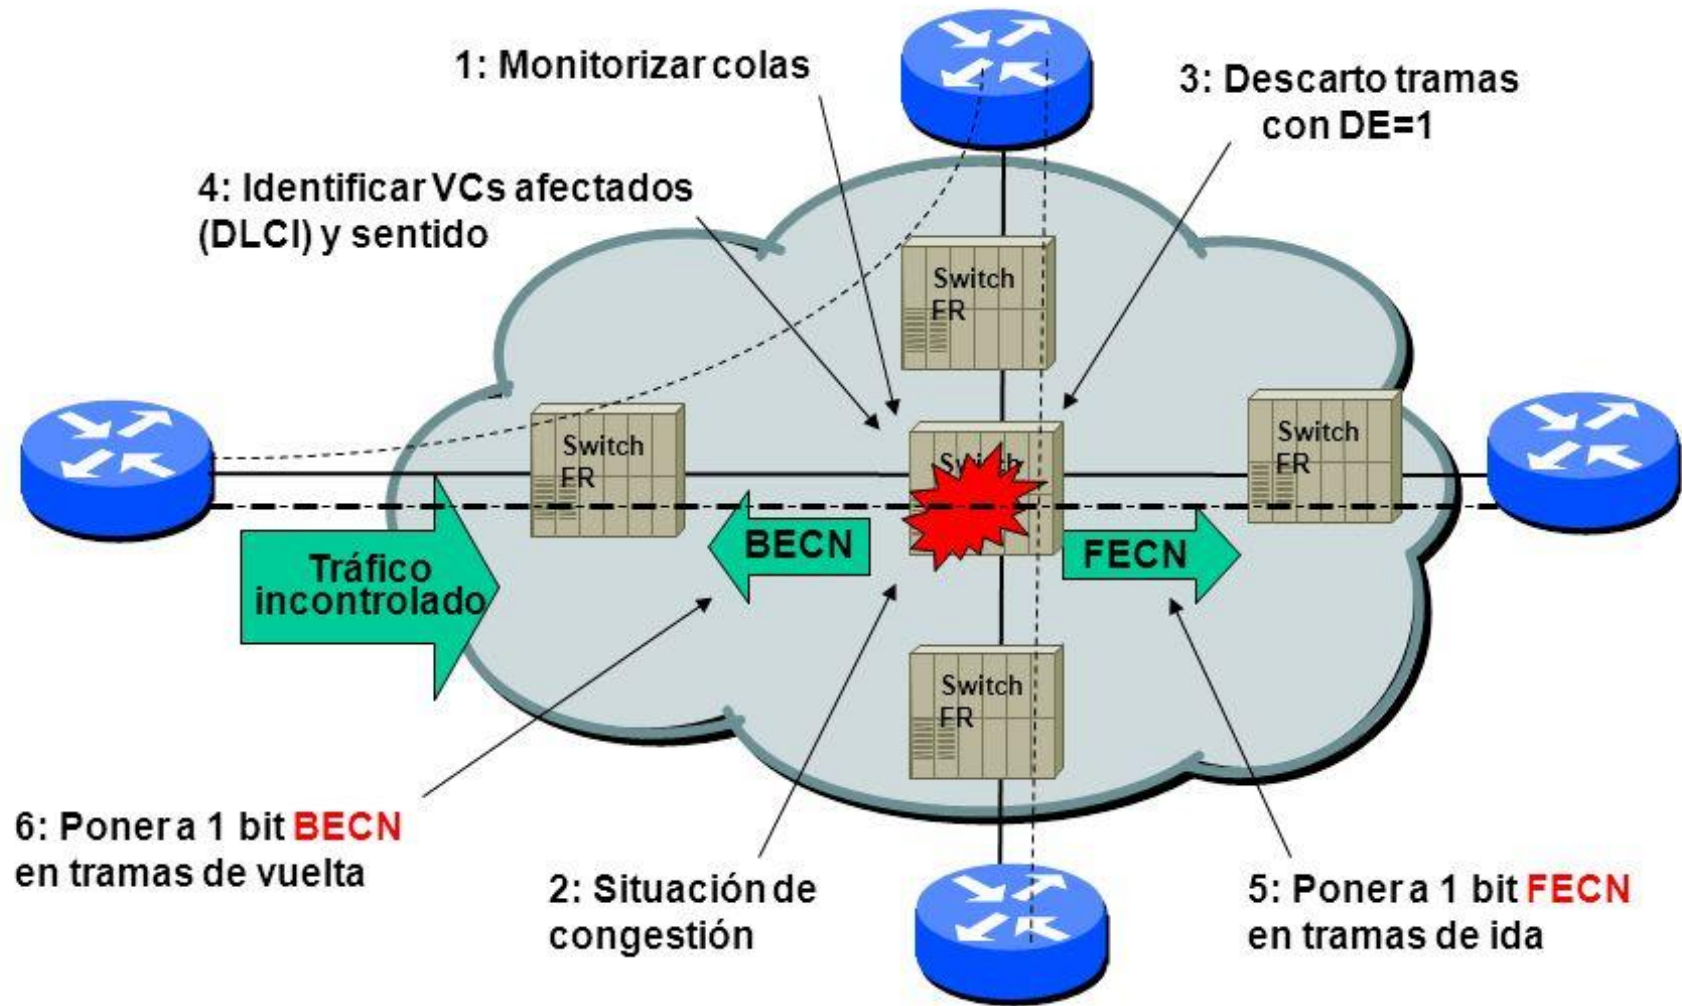 1: Monitorizar colas
3: Descarto tramas
con DE=1
4: Identificar VCs afectados
(DLCI) y sentido
Switch
FR
Switch
FR
Switch
Switch
FR
BECN
FECN
Tráfico
incontrolado
Switch
FR
6: Poner a 1 bit BECN
en tramas de vuelta
2: Situación de
congestión
5: Poner a 1 bit FECN
en tramas de ida